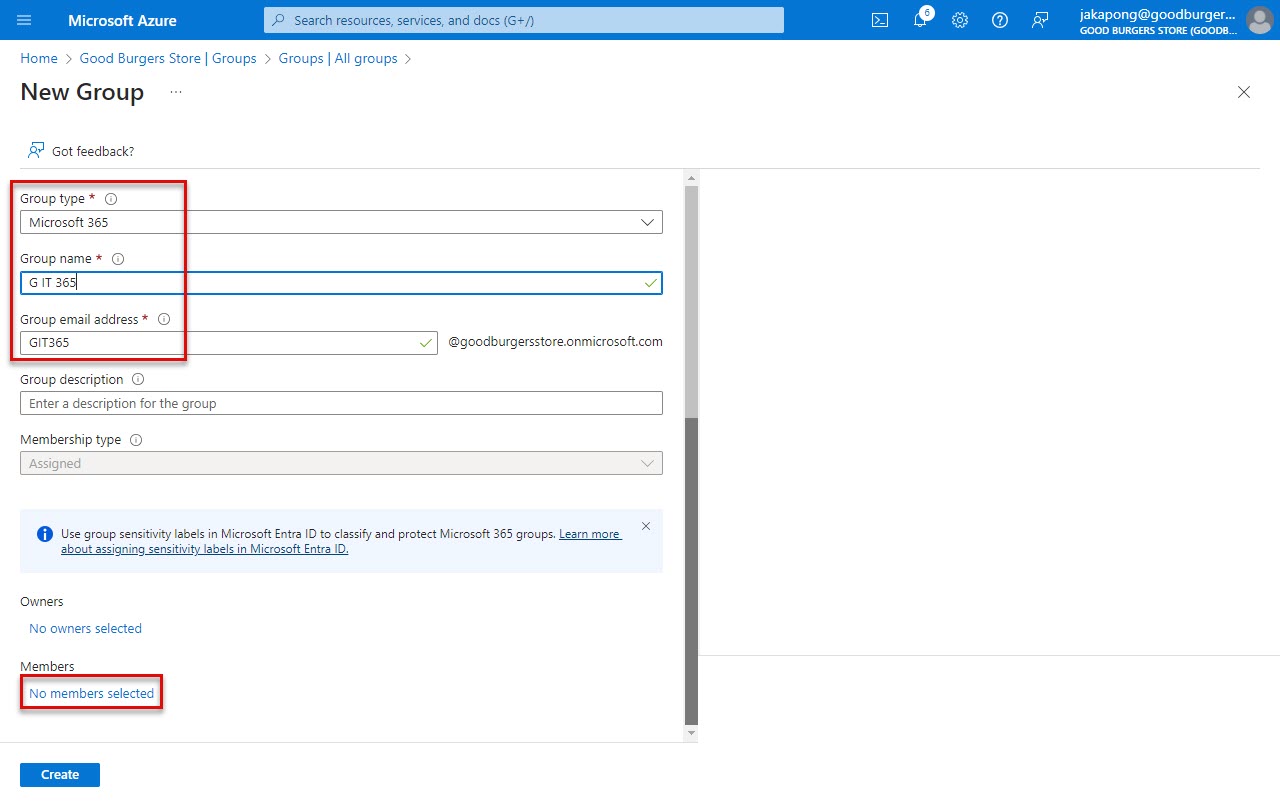 Microsoft Azure
Search resources, services, and docs (G+/)
6
jakapong@goodburger...
GOOD BURGERS STORE (GOODB...
Home > Good Burgers Store | Groups > Groups | All groups >
New Group ...
Got feedback?
Group type *
Microsoft 365
Group name *
G IT 365
Group email address *
GIT365
@goodburgersstore.onmicrosoft.com
Group description
Enter a description for the group
Membership type
Assigned
Use group sensitivity labels in Microsoft Entra ID to classify and protect Microsoft 365 groups. Learn more
about assigning sensitivity labels in Microsoft Entra ID.
Owners
No owners selected
Members
No members selected
Create